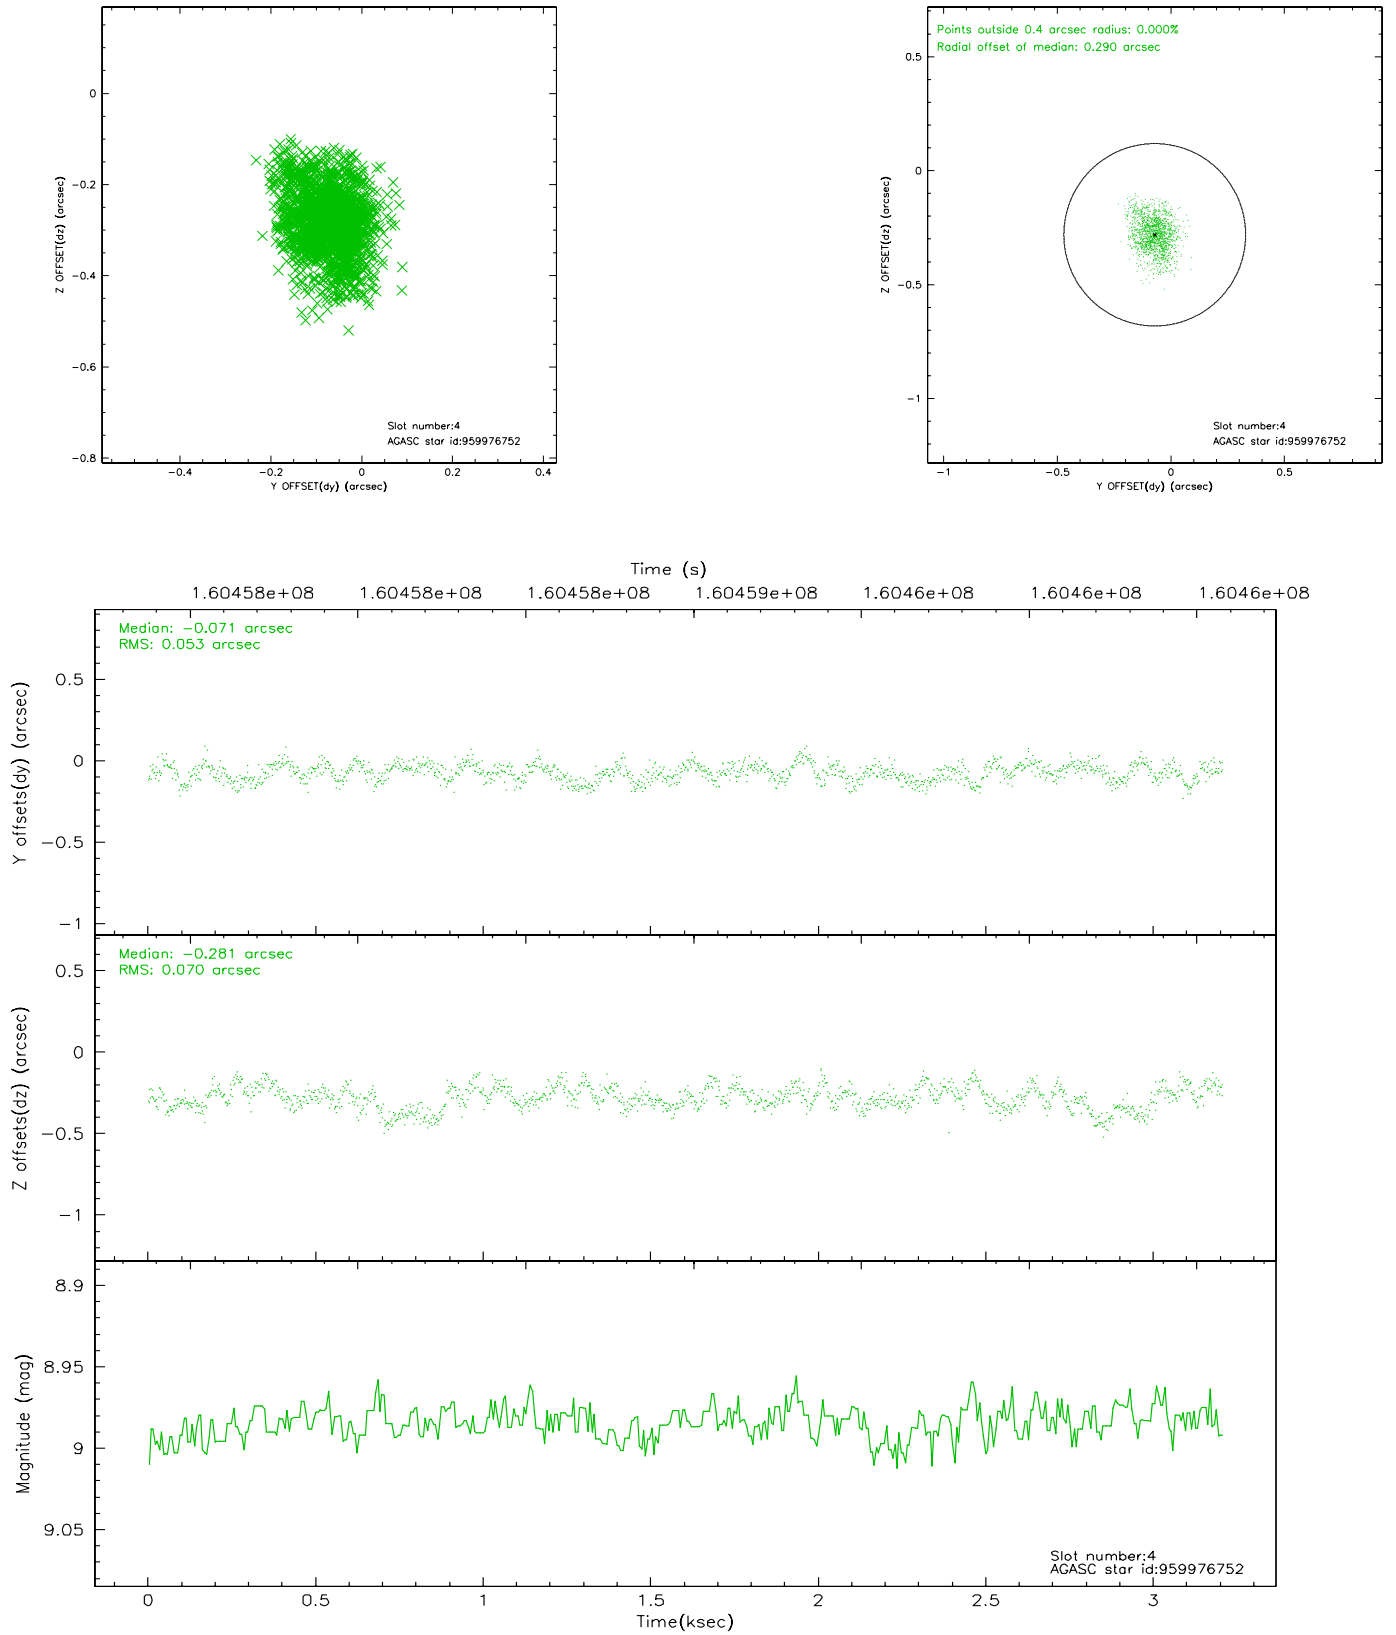 0
−0.2
−0.4
−0.6
−0.8
Z OFFSET(dz) (arcsec)
Slot number:4
AGASC star id:959976752
−0.4 −0.2 0 0.2 0.4
Y OFFSET(dy) (arcsec)
Points outside 0.4 arcsec radius: 0.000%
Radial offset of median: 0.290 arcsec
0.5
0
−0.5
−1
Z OFFSET(dz) (arcsec)
Slot number:4
AGASC star id:959976752
−1 −0.5 0 0.5
Y OFFSET(dy) (arcsec)
Time (s)
1.60458e+08 1.60458e+08 1.60458e+08 1.60459e+08 1.6046e+08 1.6046e+08 1.6046e+08
Median: −0.071 arcsec
RMS: 0.053 arcsec
0.5
0
−0.5
−1
Y offsets(dy) (arcsec)
Median: −0.281 arcsec
RMS: 0.070 arcsec
0.5
0
−0.5
−1
Z offsets(dz) (arcsec)
8.9
8.95
9
9.05
Magnitude (mag)
Slot number:4
AGASC star id:959976752
0 0.5 1 1.5 2 2.5 3
Time(ksec)